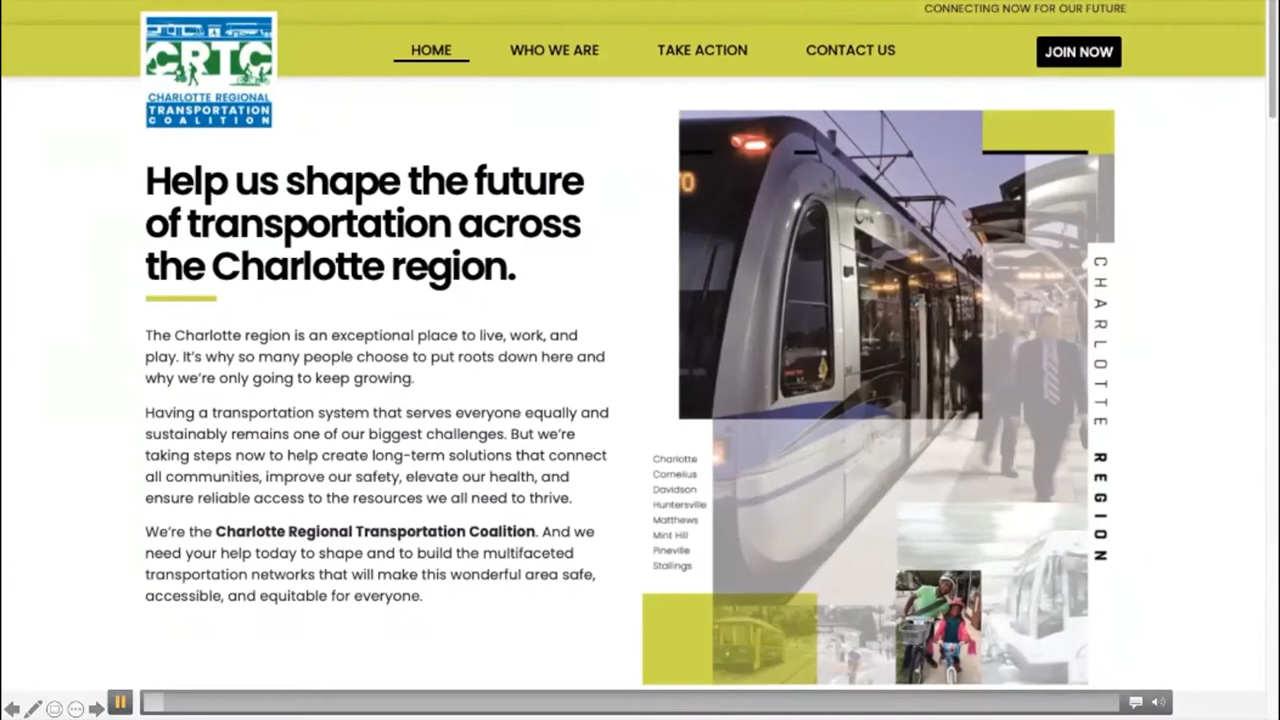 CONNECTING NOW FOR OUR FUTURE
HOME WHO WE ARE TAKE ACTION CONTACT US JOIN NOW
CRTC
CHARLOTTE REGIONAL
TRANSPORTATION
COALITION
Help us shape the future
of transportation across
the Charlotte region.
The Charlotte region is an exceptional place to live, work, and
play. It's why so many people choose to put roots down here and
why we're only going to keep growing.
Having a transportation system that serves everyone equally and
sustainably remains one of our biggest challenges. But we're
taking steps now to help create long-term solutions that connect
all communities, improve our safety, elevate our health, and
ensure reliable access to the resources we all need to thrive.
We're the Charlotte Regional Transportation Coalition. And we
need your help today to shape and to build the multifaceted
transportation networks that will make this wonderful area safe,
accessible, and equitable for everyone.
Charlotte
Cornelius
Davidson
Huntersville
Matthews
Mint Hill
Pineville
Stallings
CHARLOTTE REGION